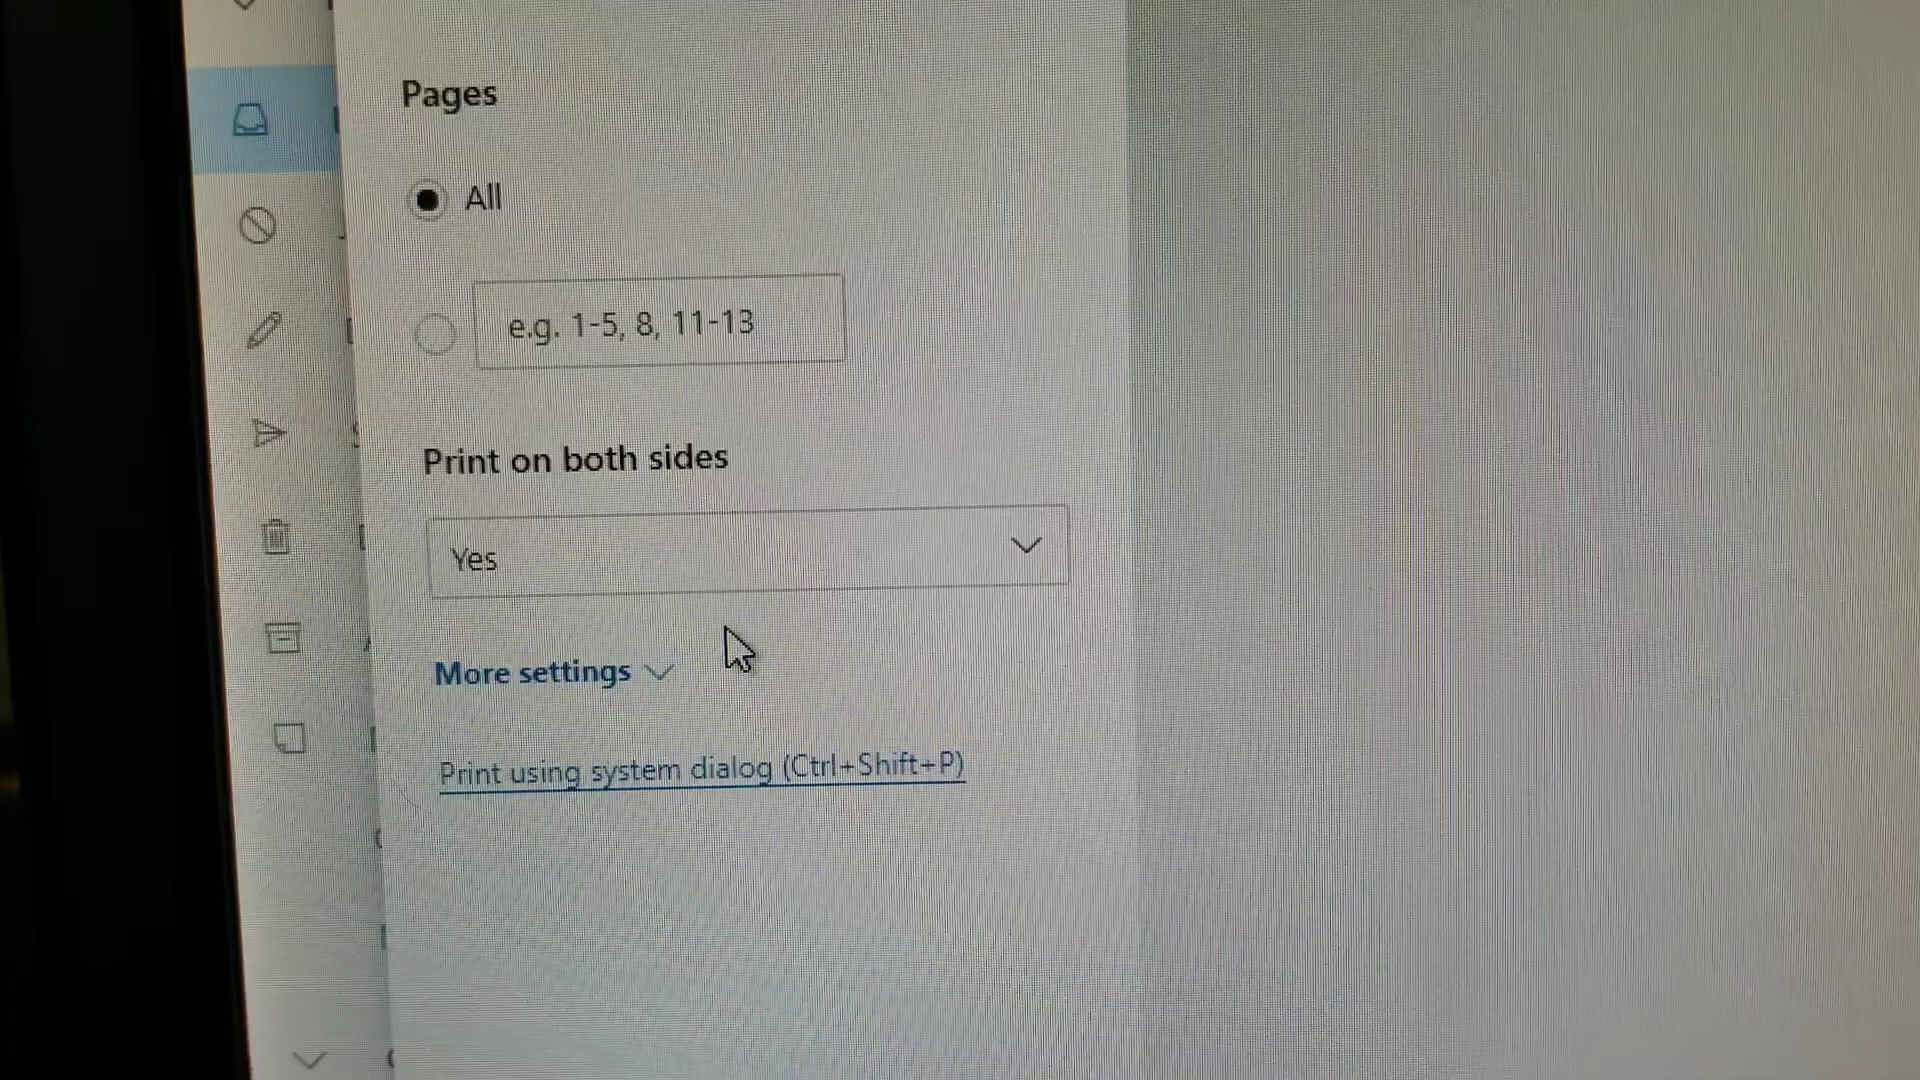 Pages
All
e.g. 1-5, 8, 11-13
Print on both sides
Yes
More settings
Print using system dialog (Ctrl+Shift+P)